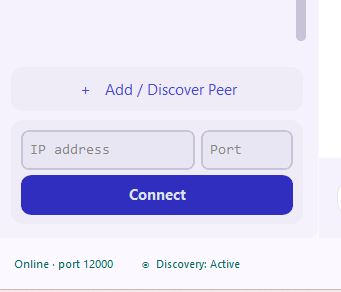 + Add / Discover Peer
IP address
Port
Connect
Online · port 12000
Discovery: Active